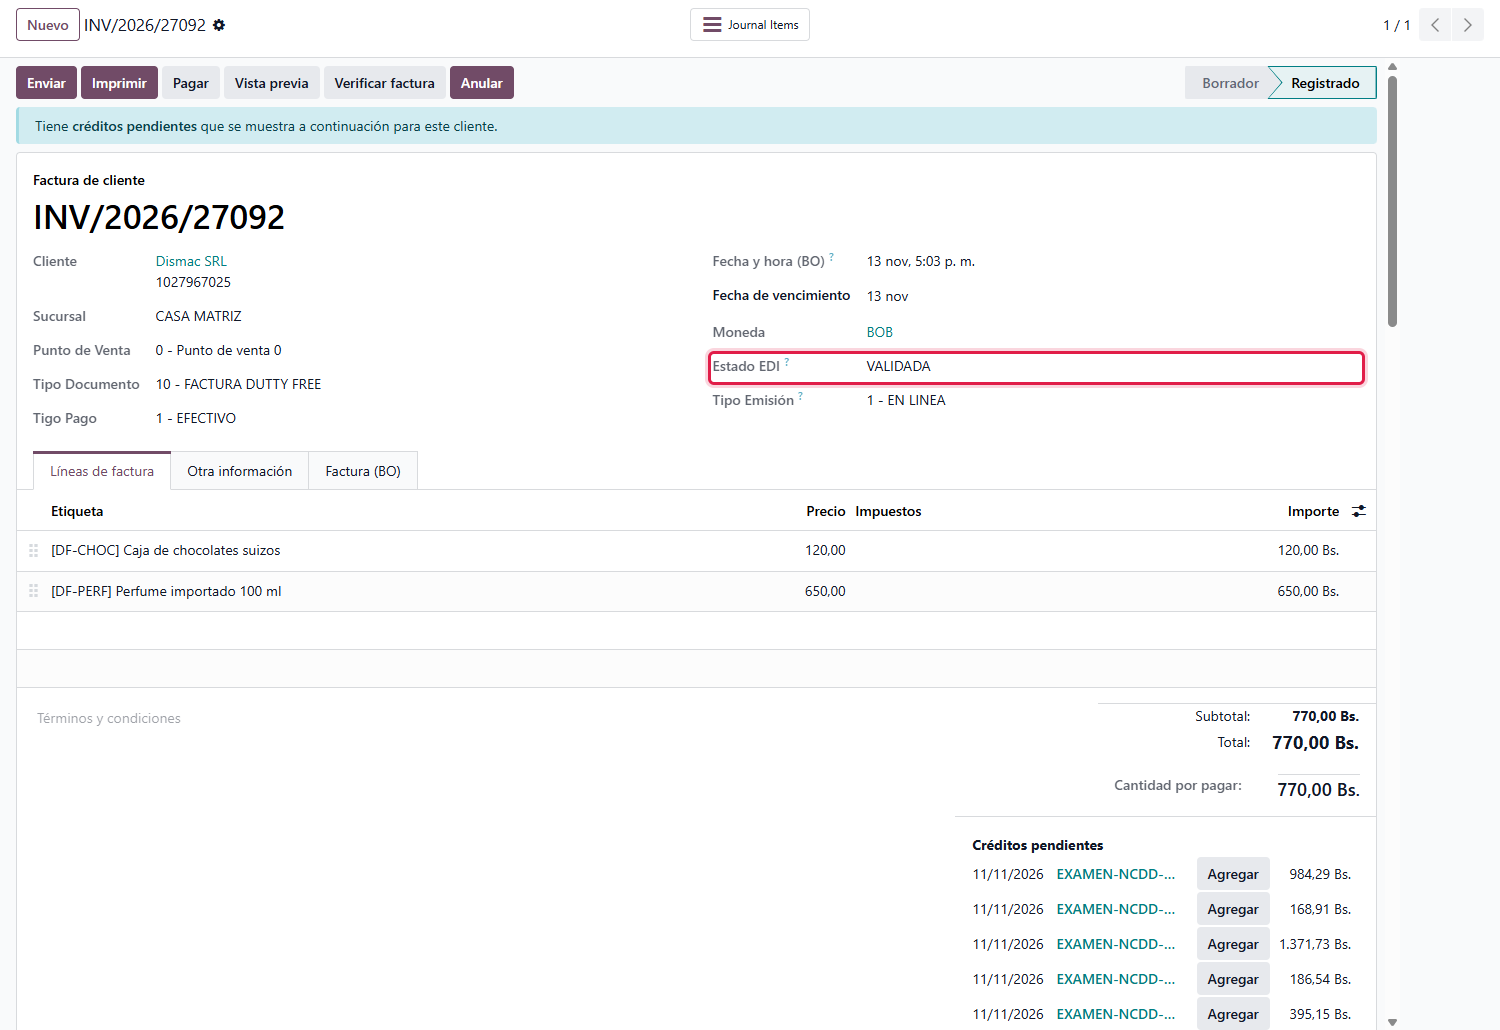 Nuevo INV/2026/27092 Journal Items 1 / 1
Enviar Imprimir Pagar Vista previa Verificar factura Anular Borrador Registrado
Tiene créditos pendientes que se muestra a continuación para este cliente.
Factura de cliente
INV/2026/27092
Cliente Dismac SRL Fecha y hora (BO) ? 13 nov, 5:03 p. m.
1027967025
Fecha de vencimiento 13 nov
Sucursal CASA MATRIZ
Moneda BOB
Punto de Venta 0 - Punto de venta 0
Estado EDI ? VALIDADA
Tipo Documento 10 - FACTURA DUTTY FREE
Tipo Emisión ? 1 - EN LINEA
Tigo Pago 1 - EFECTIVO
Líneas de factura Otra información Factura (BO)
Etiqueta Precio Impuestos Importe
[DF-CHOC] Caja de chocolates suizos 120,00 120,00 Bs.
[DF-PERF] Perfume importado 100 ml 650,00 650,00 Bs.
Términos y condiciones
Subtotal: 770,00 Bs.
Total: 770,00 Bs.
Cantidad por pagar: 770,00 Bs.
Créditos pendientes
11/11/2026 EXAMEN-NCDD-... Agregar 984,29 Bs.
11/11/2026 EXAMEN-NCDD-... Agregar 168,91 Bs.
11/11/2026 EXAMEN-NCDD-... Agregar 1.371,73 Bs.
11/11/2026 EXAMEN-NCDD-... Agregar 186,54 Bs.
11/11/2026 EXAMEN-NCDD-... Agregar 395,15 Bs.